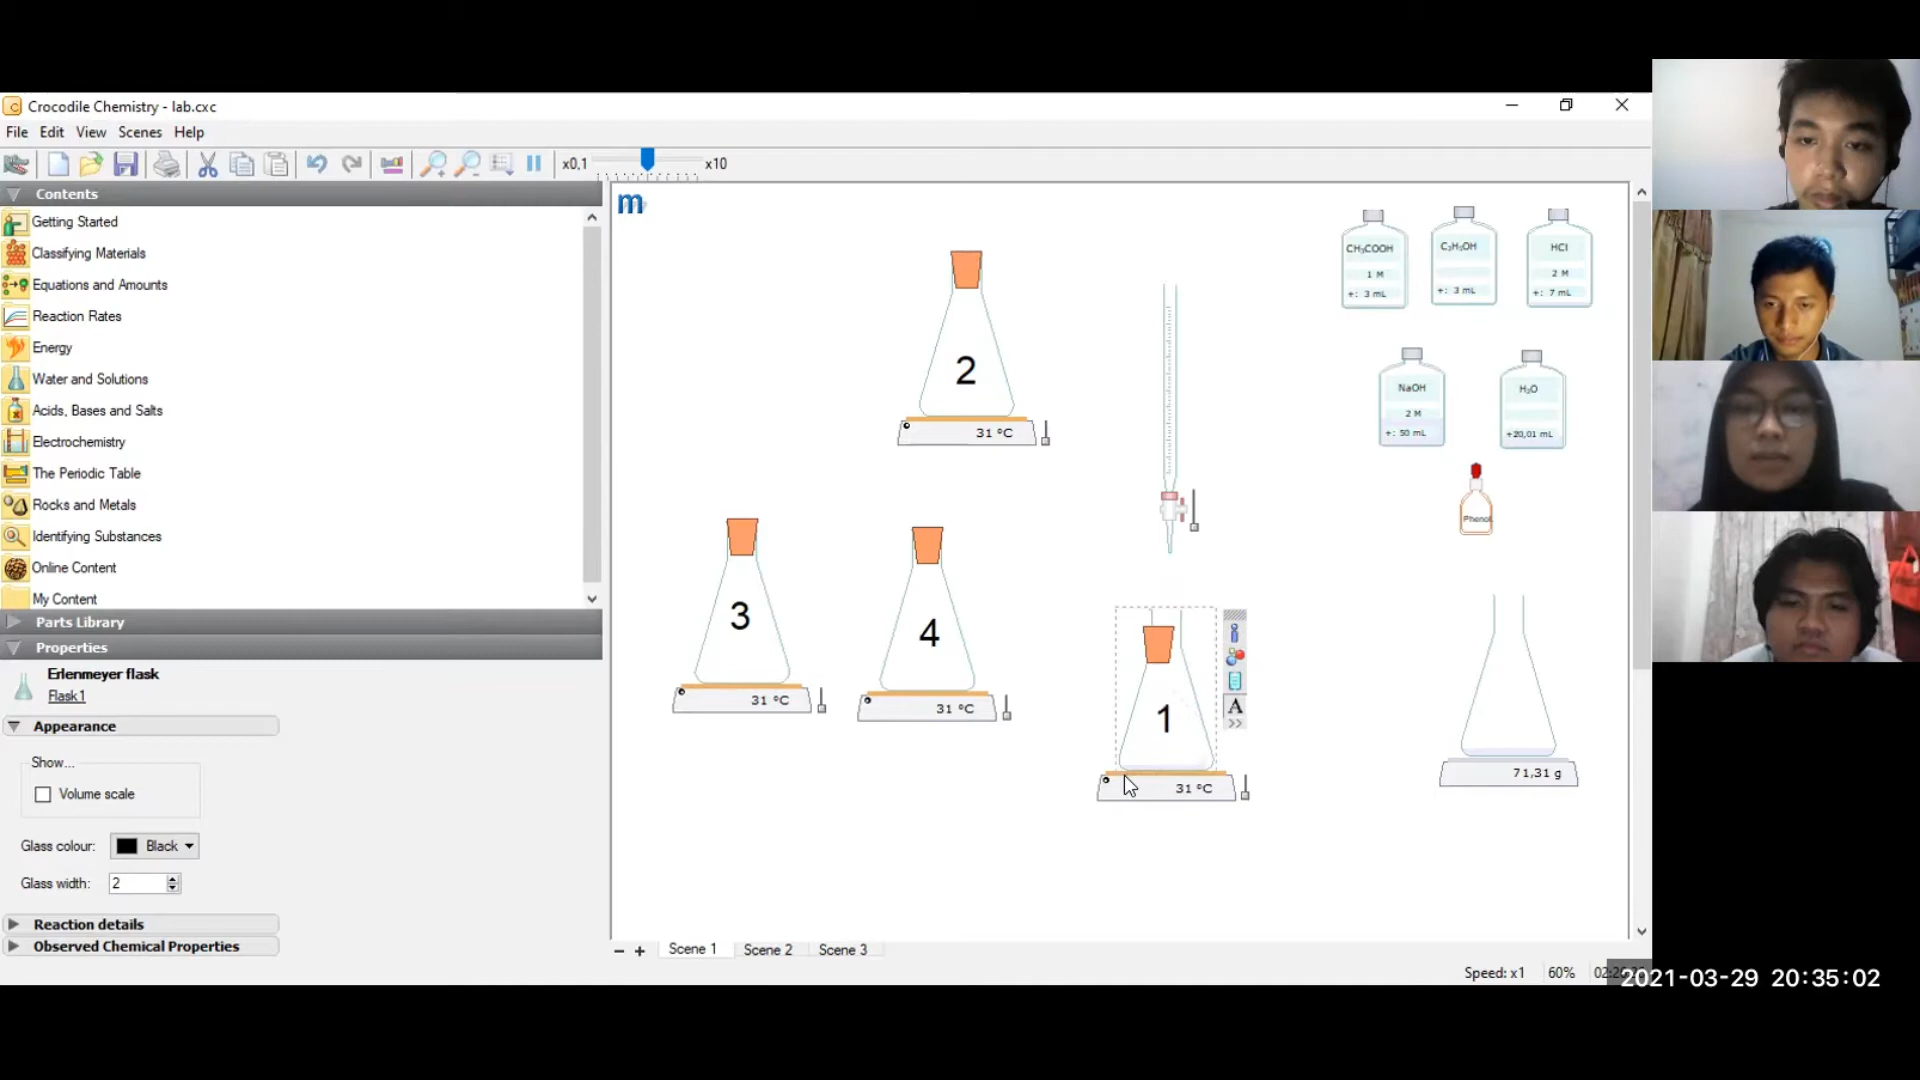 Crocodile Chemistry - lab.cxc
File Edit View Scenes Help
x0,1 x10
Contents
Getting Started
Classifying Materials
Equations and Amounts
Reaction Rates
Energy
Water and Solutions
Acids, Bases and Salts
Electrochemistry
The Periodic Table
Rocks and Metals
Identifying Substances
Online Content
My Content
Parts Library
Properties
Erlenmeyer flask
Flask1
Appearance
Show...
Volume scale
Glass colour: Black
Glass width: 2
Reaction details
Observed Chemical Properties
m
2
31 °C
3
31 °C
4
31 °C
1
31 °C
A
>>
CH₃COOH
1 M
+: 3 mL
C₂H₅OH
+: 3 mL
HCl
2 M
+: 7 mL
NaOH
2 M
+: 50 mL
H₂O
+20,01 mL
Phenol
71,31 g
Scene 1 Scene 2 Scene 3
Speed: x1 60%
2021-03-29 20:35:02